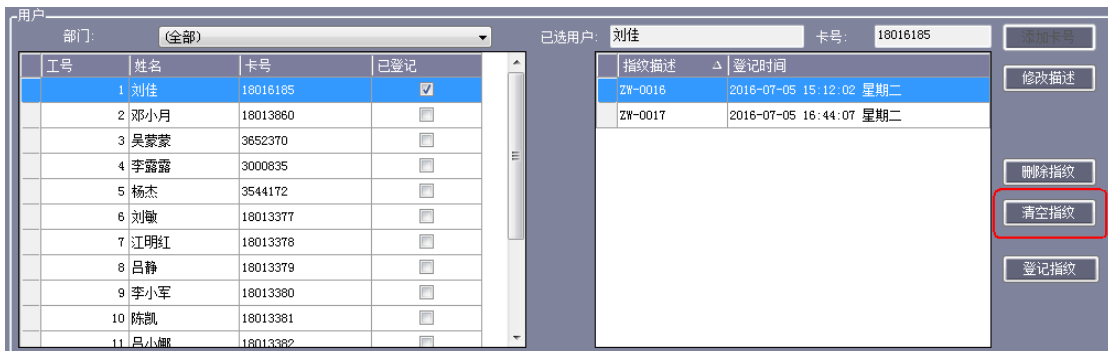 用户
部门: (全部) 已选用户: 刘佳 卡号: 18016185 添加卡号
工号 姓名 卡号 已登记 指纹描述 登记时间
1 刘佳 18016185 ZW-0016 2016-07-05 15:12:02 星期二 修改描述
2 邓小月 18013860 ZW-0017 2016-07-05 16:44:07 星期二
3 吴蒙蒙 3652370
4 李露露 3000835 删除指纹
5 杨杰 3544172
6 刘敏 18013377 清空指纹
7 江明红 18013378
8 吕静 18013379 登记指纹
9 李小军 18013380
10 陈凯 18013381
11 吕小娜 18013382